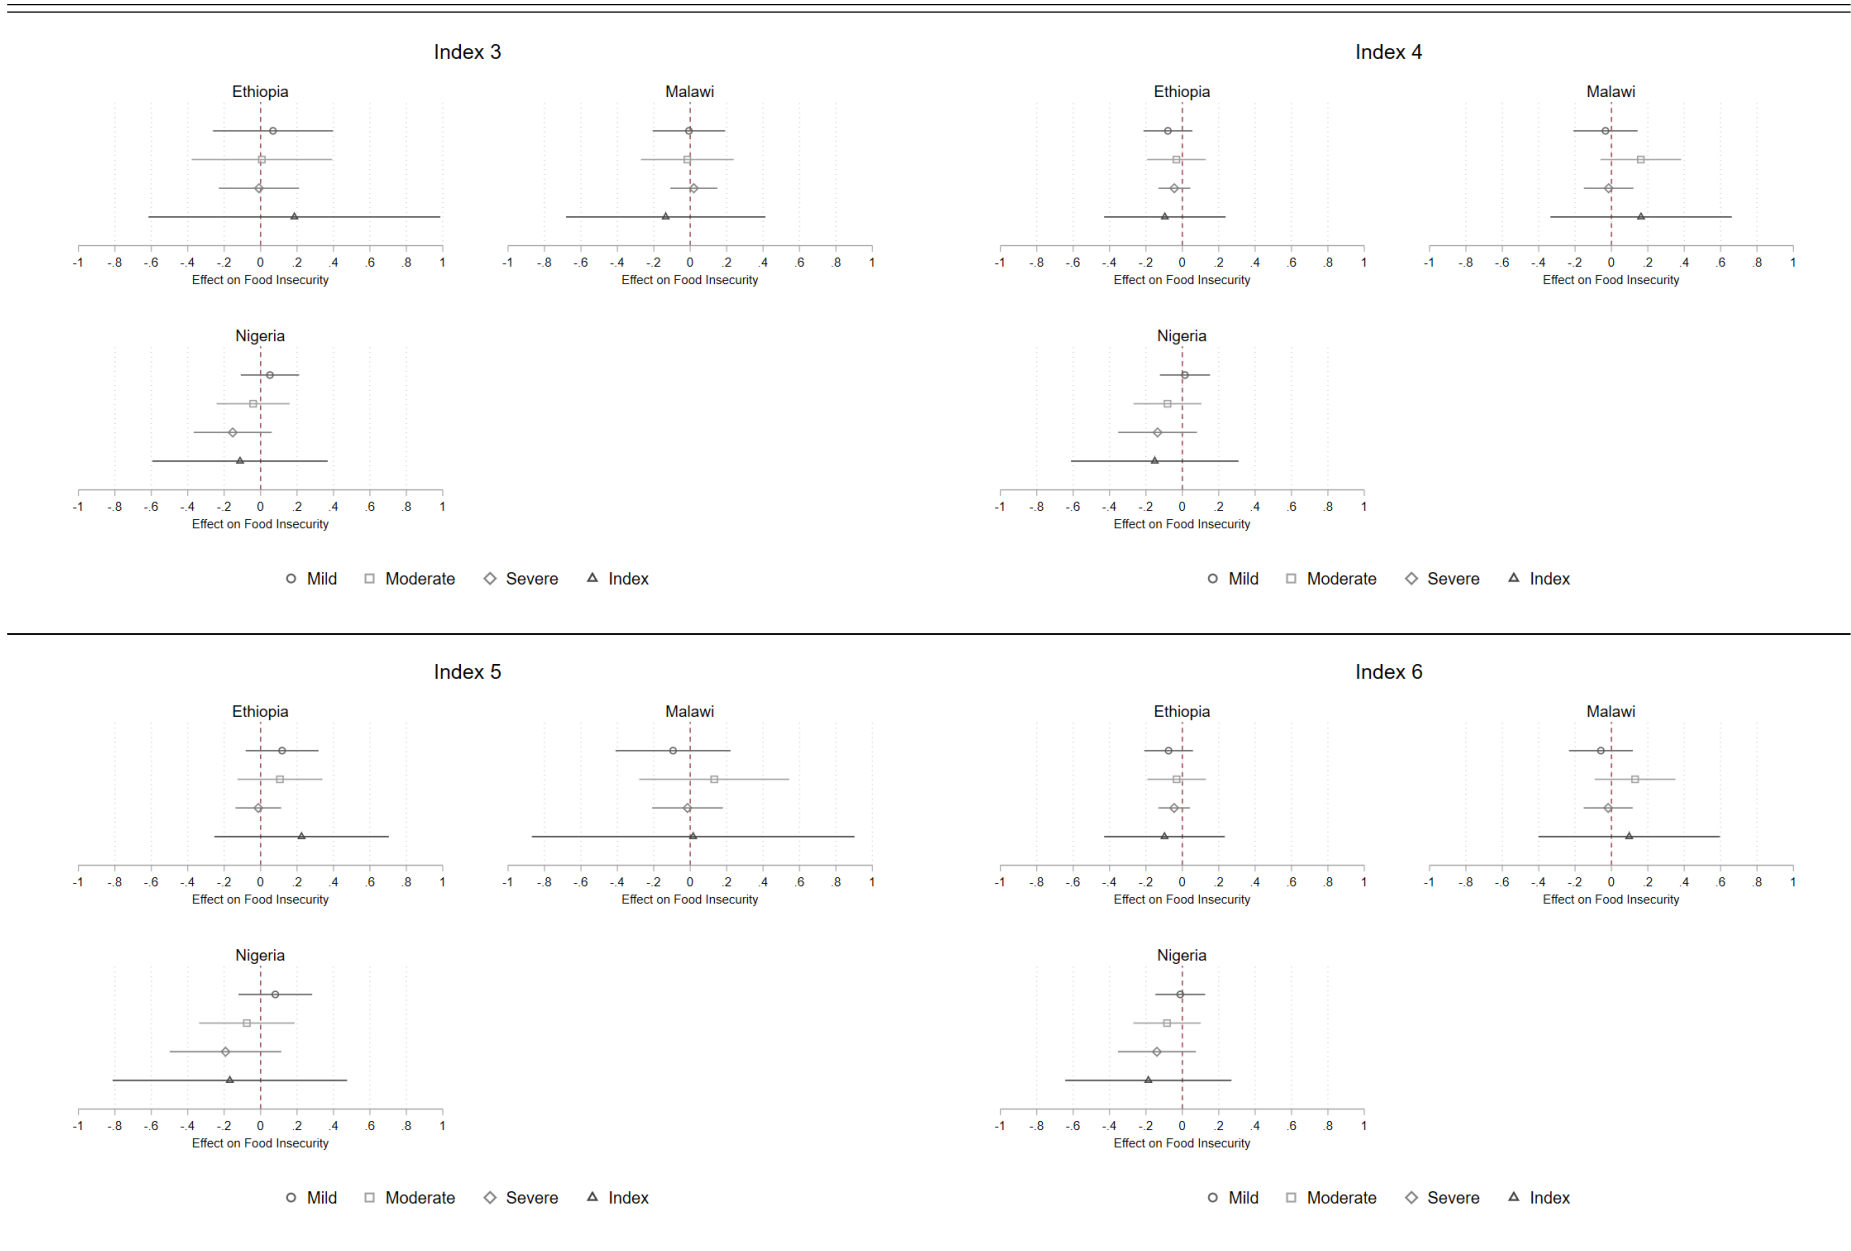 Index 3
Ethiopia
Malawi
-1 -.8 -.6 -.4 -.2 0 .2 .4 .6 .8 1
Effect on Food Insecurity
-1 -.8 -.6 -.4 -.2 0 .2 .4 .6 .8 1
Effect on Food Insecurity
Nigeria
-1 -.8 -.6 -.4 -.2 0 .2 .4 .6 .8 1
Effect on Food Insecurity
Mild Moderate Severe Index
Index 4
Ethiopia
Malawi
-1 -.8 -.6 -.4 -.2 0 .2 .4 .6 .8 1
Effect on Food Insecurity
-1 -.8 -.6 -.4 -.2 0 .2 .4 .6 .8 1
Effect on Food Insecurity
Nigeria
-1 -.8 -.6 -.4 -.2 0 .2 .4 .6 .8 1
Effect on Food Insecurity
Mild Moderate Severe Index
Index 5
Ethiopia
Malawi
-1 -.8 -.6 -.4 -.2 0 .2 .4 .6 .8 1
Effect on Food Insecurity
-1 -.8 -.6 -.4 -.2 0 .2 .4 .6 .8 1
Effect on Food Insecurity
Nigeria
-1 -.8 -.6 -.4 -.2 0 .2 .4 .6 .8 1
Effect on Food Insecurity
Mild Moderate Severe Index
Index 6
Ethiopia
Malawi
-1 -.8 -.6 -.4 -.2 0 .2 .4 .6 .8 1
Effect on Food Insecurity
-1 -.8 -.6 -.4 -.2 0 .2 .4 .6 .8 1
Effect on Food Insecurity
Nigeria
-1 -.8 -.6 -.4 -.2 0 .2 .4 .6 .8 1
Effect on Food Insecurity
Mild Moderate Severe Index